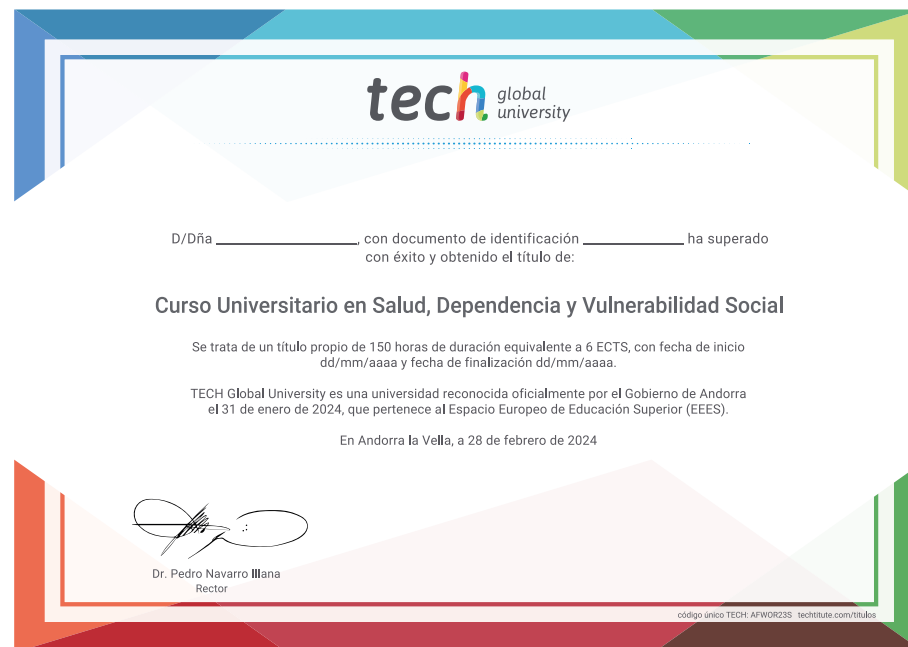 tech global
university
D/Dña ____________________, con documento de identificación ______________ ha superado
con éxito y obtenido el título de:
Curso Universitario en Salud, Dependencia y Vulnerabilidad Social
Se trata de un título propio de 150 horas de duración equivalente a 6 ECTS, con fecha de inicio
dd/mm/aaaa y fecha de finalización dd/mm/aaaa.
TECH Global University es una universidad reconocida oficialmente por el Gobierno de Andorra
el 31 de enero de 2024, que pertenece al Espacio Europeo de Educación Superior (EEES).
En Andorra la Vella, a 28 de febrero de 2024
Dr. Pedro Navarro Illana
Rector
código único TECH: AFWOR23S techtitute.com/titulos